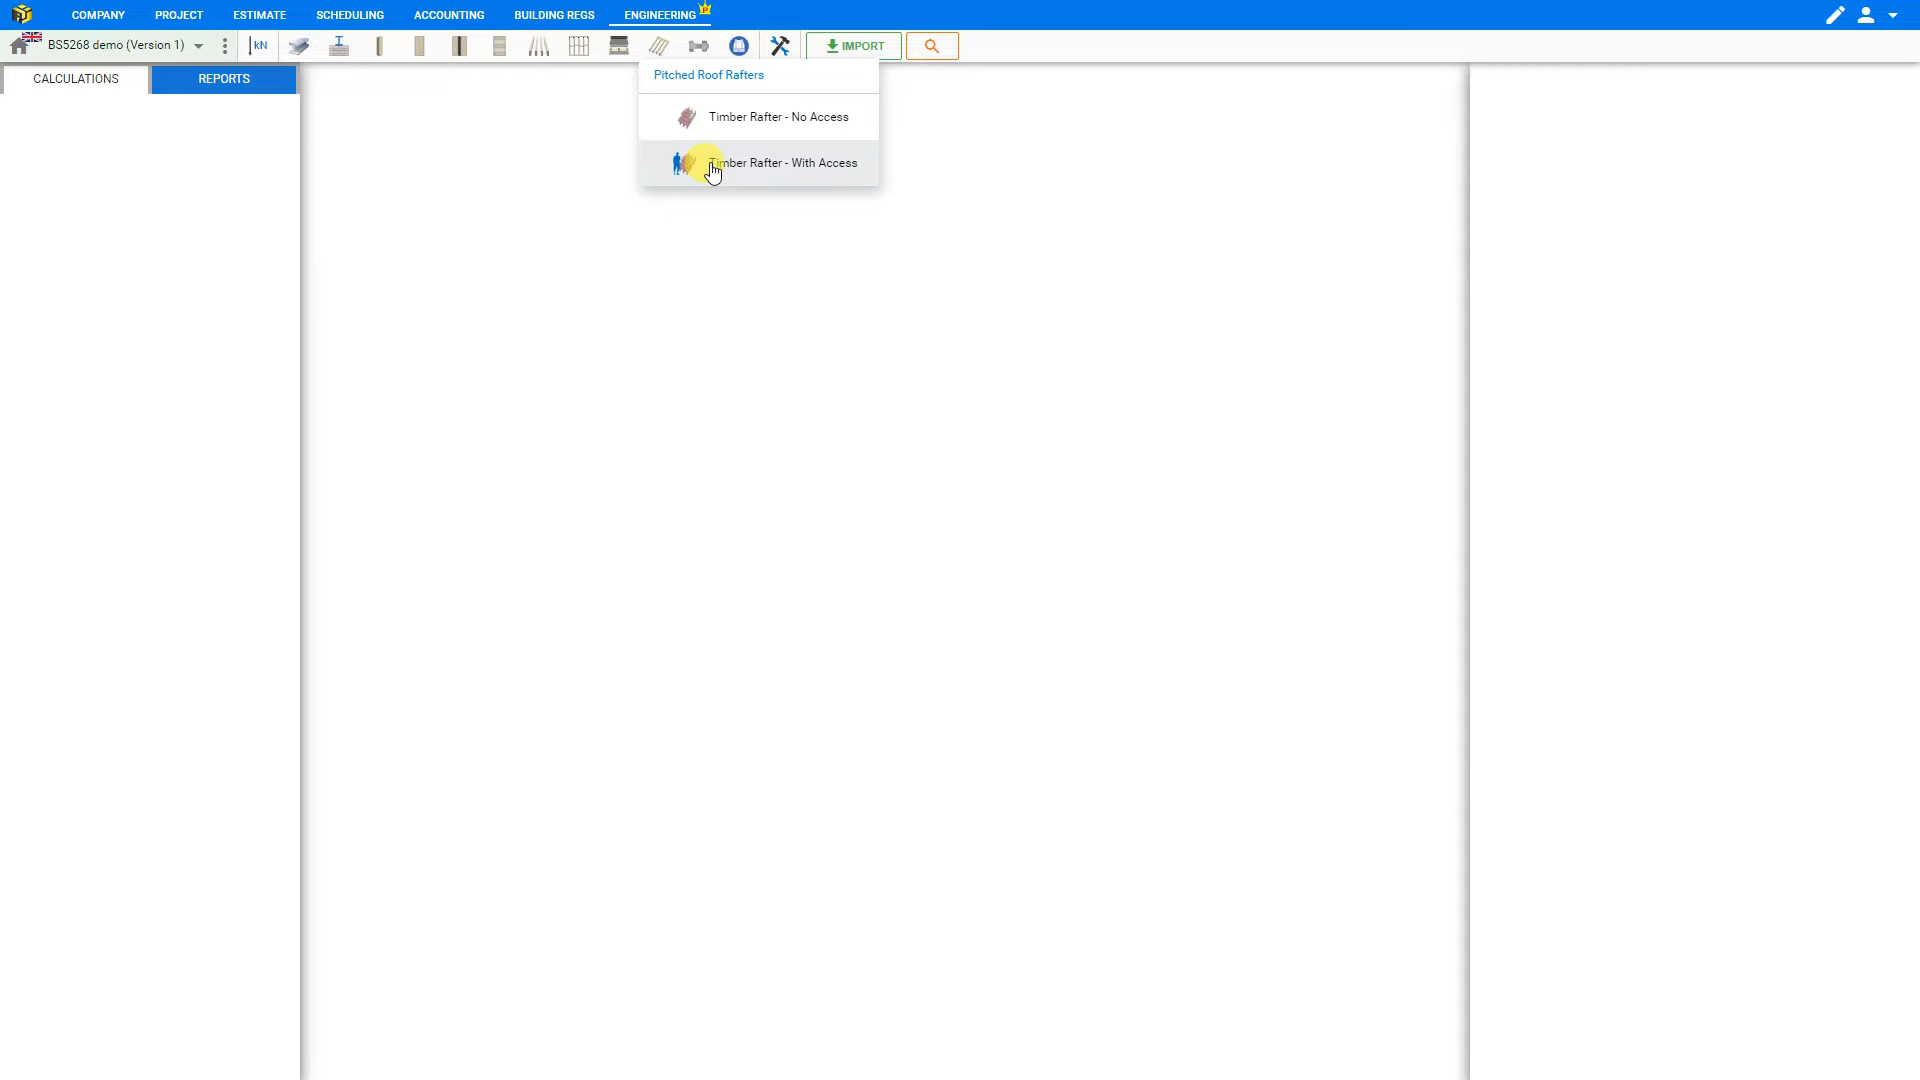 COMPANY PROJECT ESTIMATE SCHEDULING ACCOUNTING BUILDING REGS ENGINEERING P
BS5268 demo (Version 1) kN IMPORT
CALCULATIONS REPORTS
Pitched Roof Rafters
Timber Rafter - No Access
Timber Rafter - With Access